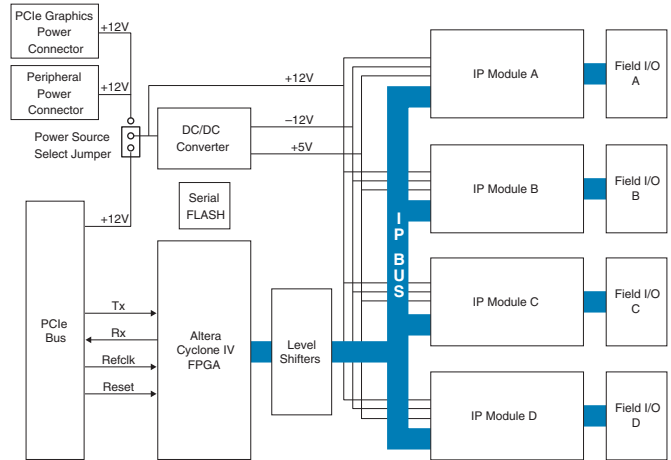 PCIe Graphics
Power
Connector
+12V
Peripheral
Power
Connector
+12V
Power Source
Select Jumper
+12V
DC/DC
Converter
+12V
–12V
+5V
Serial
FLASH
PCIe
Bus
Tx
Rx
Refclk
Reset
Altera
Cyclone IV
FPGA
Level
Shifters
IP BUS
IP Module A
Field I/O
A
IP Module B
Field I/O
B
IP Module C
Field I/O
C
IP Module D
Field I/O
D